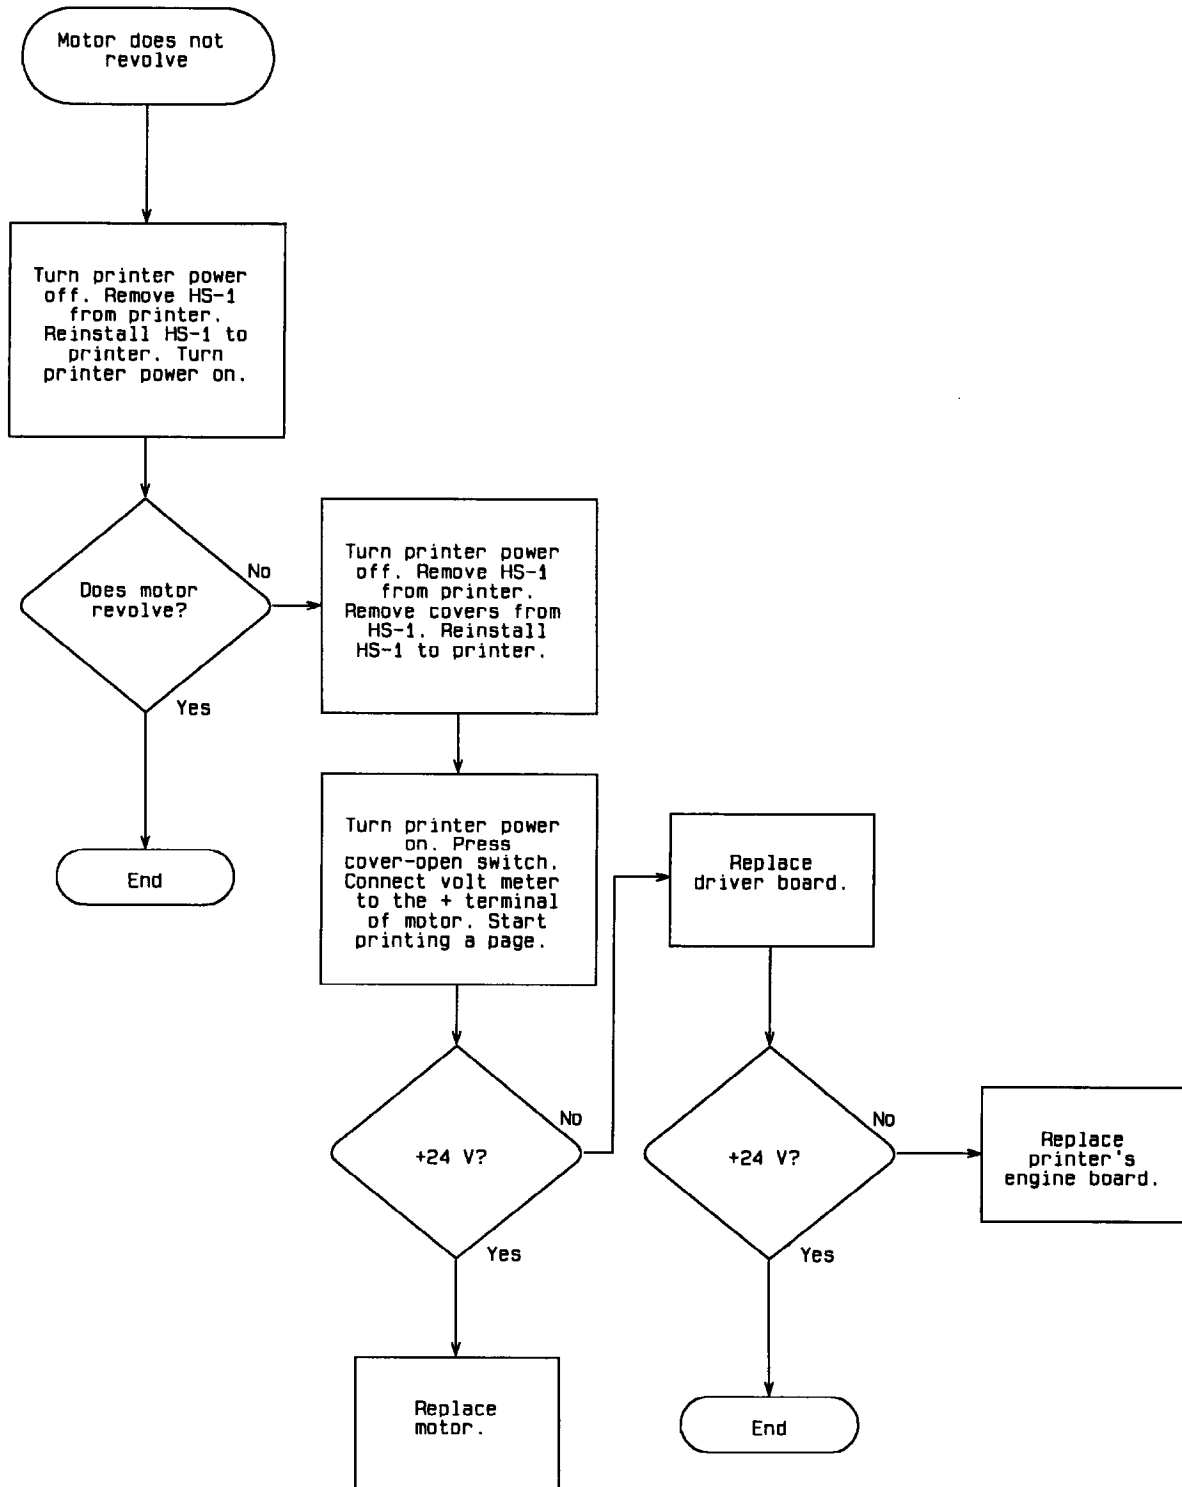 Motor does not
revolve
Turn printer power
off. Remove HS-1
from printer.
Reinstall HS-1 to
printer. Turn
printer power on.
Does motor
revolve?
No
Yes
End
Turn printer power
off. Remove HS-1
from printer.
Remove covers from
HS-1. Reinstall
HS-1 to printer.
Turn printer power
on. Press
cover-open switch.
Connect volt meter
to the + terminal
of motor. Start
printing a page.
+24 V?
No
Yes
Replace
motor.
Replace
driver board.
+24 V?
No
Yes
Replace
printer's
engine board.
End